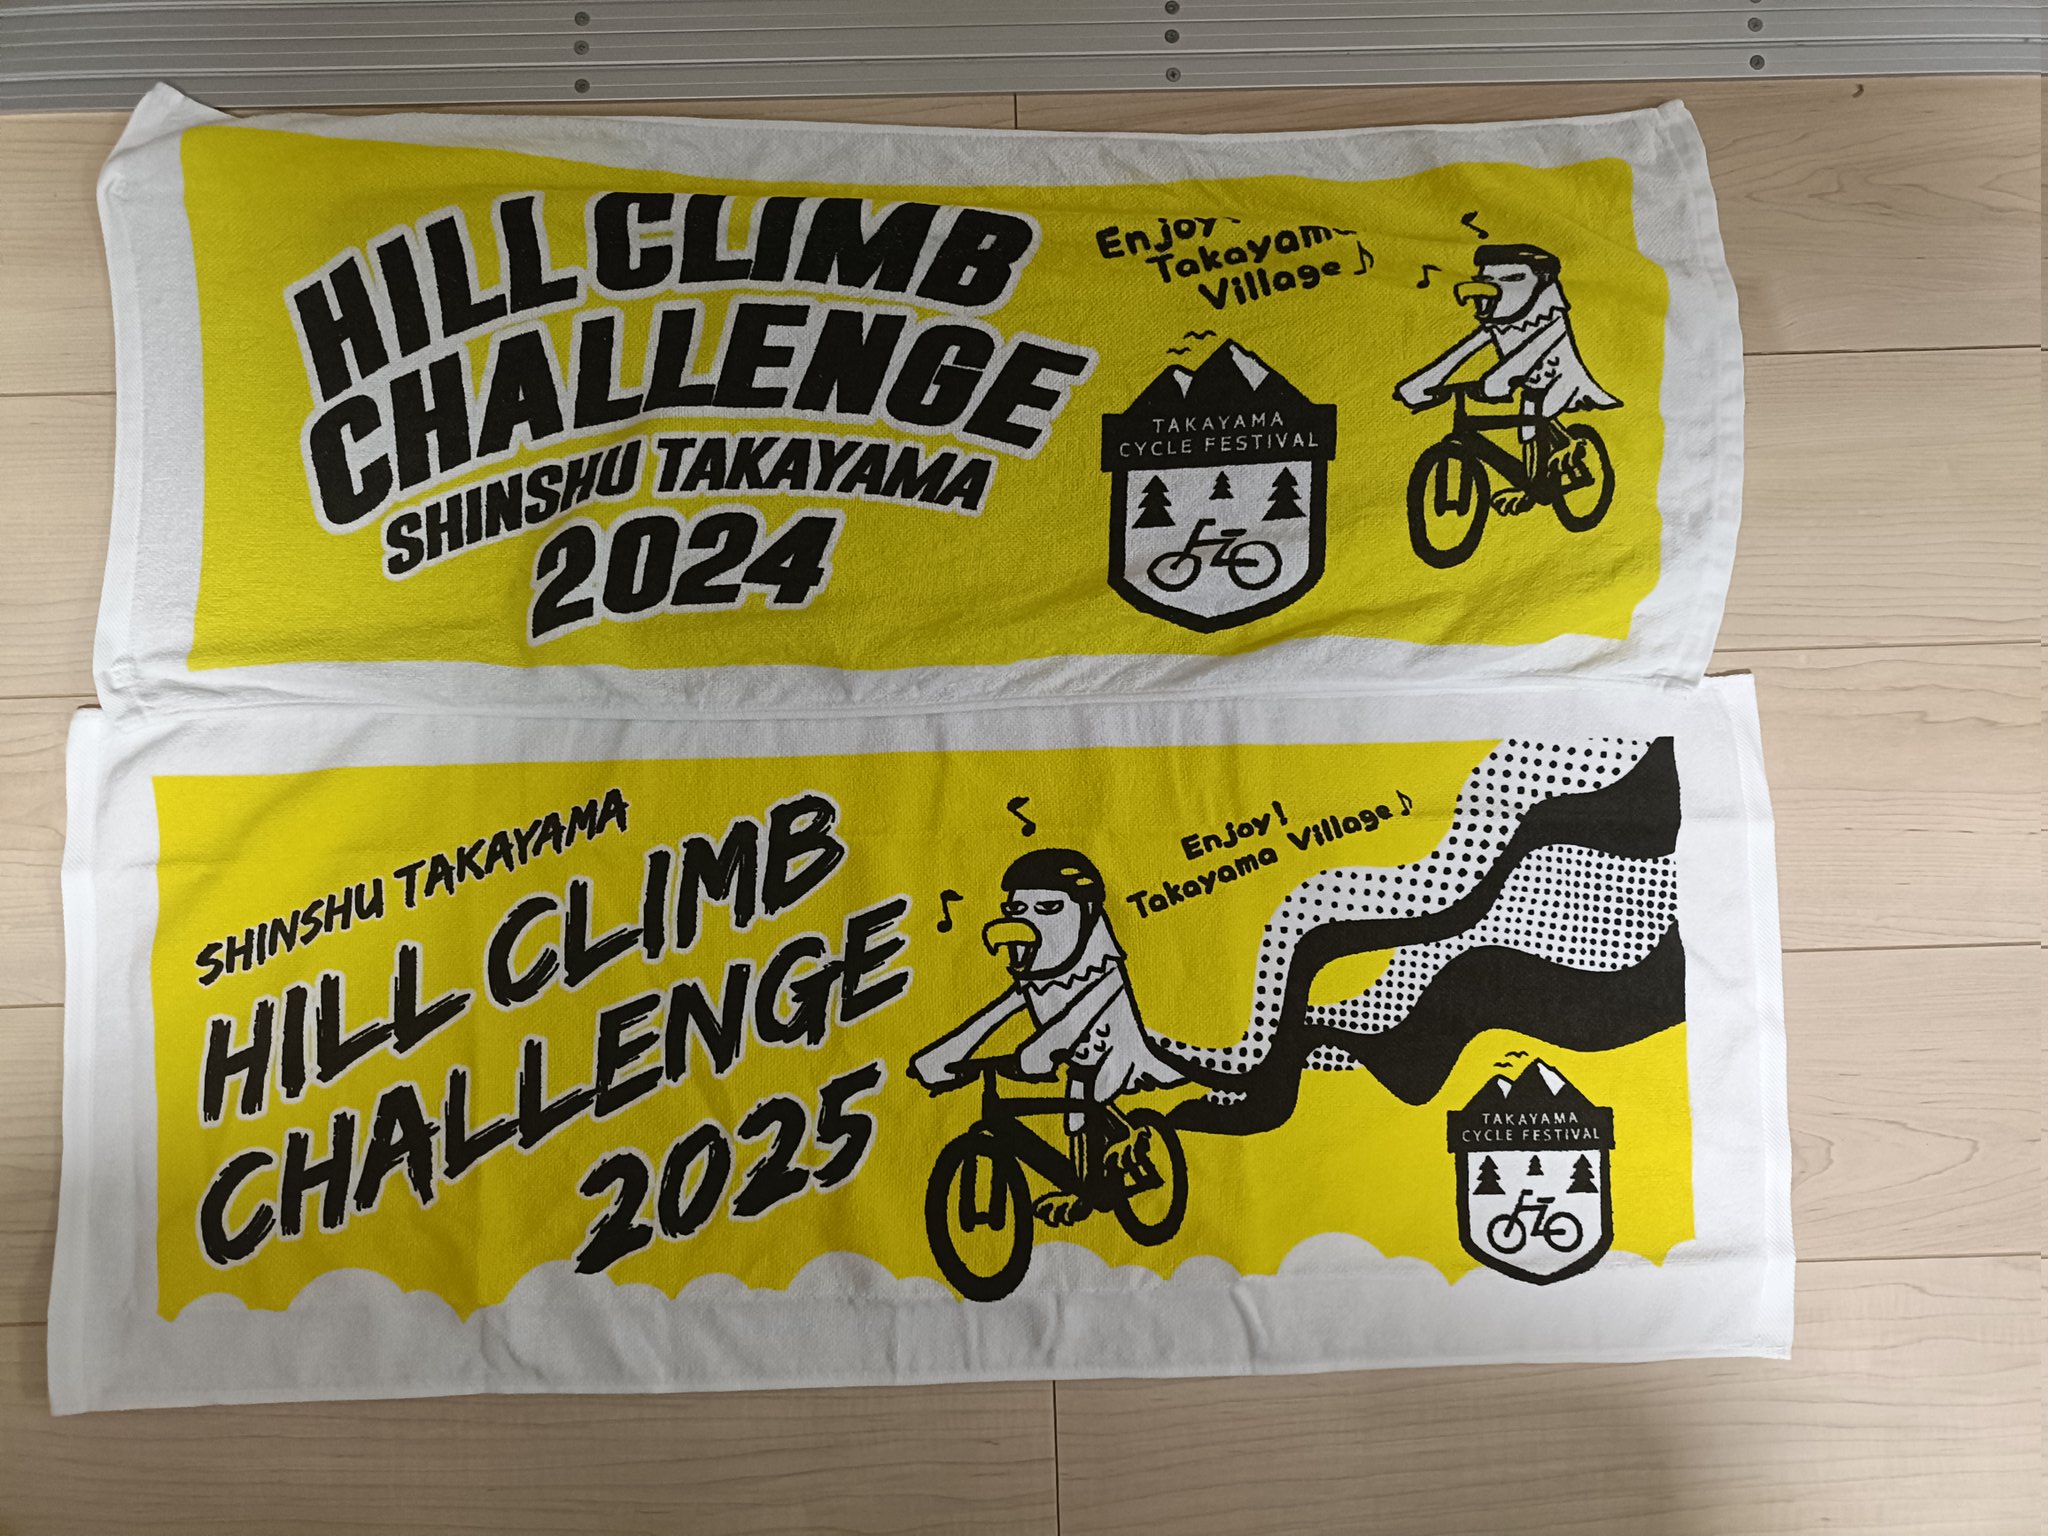 HILL CLIMB
CHALLENGE
SHINSHU TAKAYAMA
2024
Enjoy!
Takayama
Village♪
TAKAYAMA
CYCLE FESTIVAL
SHINSHU TAKAYAMA
HILL CLIMB
CHALLENGE
2025
Enjoy!
Takayama Village♪
TAKAYAMA
CYCLE FESTIVAL